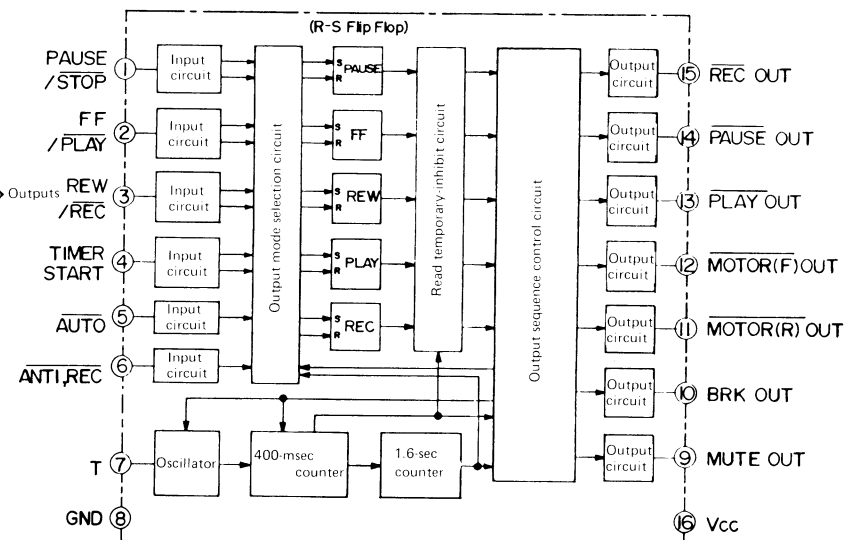 (R-S Flip Flop)
PAUSE
/STOP
1
Input
circuit
S
R
PAUSE
Output
circuit
15
REC OUT
FF
/PLAY
2
Input
circuit
S
R
FF
Output
circuit
14
PAUSE OUT
Outputs
REW
/REC
3
Input
circuit
S
R
REW
Output
circuit
13
PLAY OUT
TIMER
START
4
Input
circuit
S
R
PLAY
Output
circuit
12
MOTOR(F)OUT
AUTO
5
Input
circuit
S
R
REC
Output
circuit
11
MOTOR(R) OUT
ANTI,REC
6
Input
circuit
Output mode selection circuit
Read temporary-inhibit circuit
Output sequence control circuit
Output
circuit
10
BRK OUT
T
7
Oscillator
400-msec
counter
1.6-sec
counter
Output
circuit
9
MUTE OUT
GND
8
16
Vcc